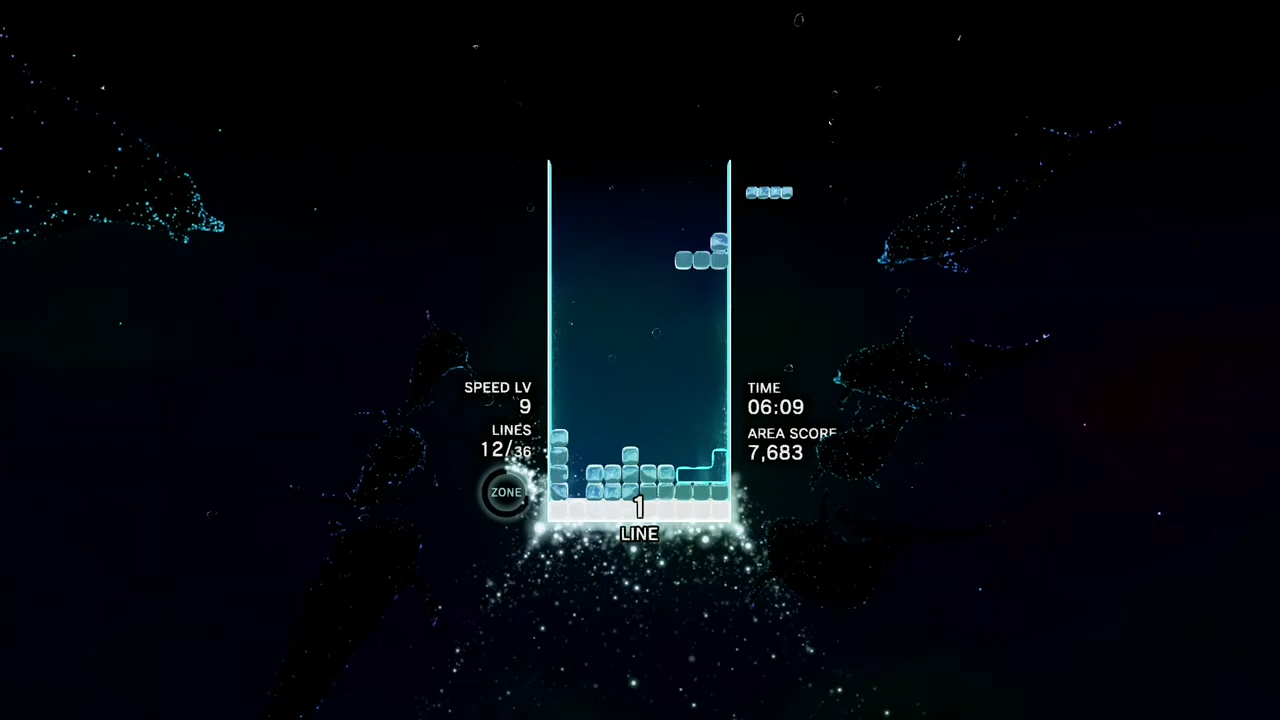 SPEED LV
9
LINES
12/36
ZONE
TIME
06:09
AREA SCORE
7,683
1
LINE